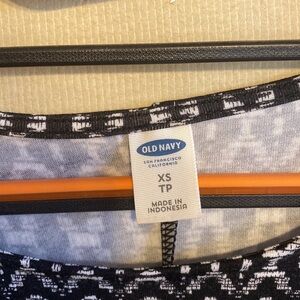 OLD NAVY
SAN FRANCISCO
CALIFORNIA
XS
TP
MADE IN
INDONESIA